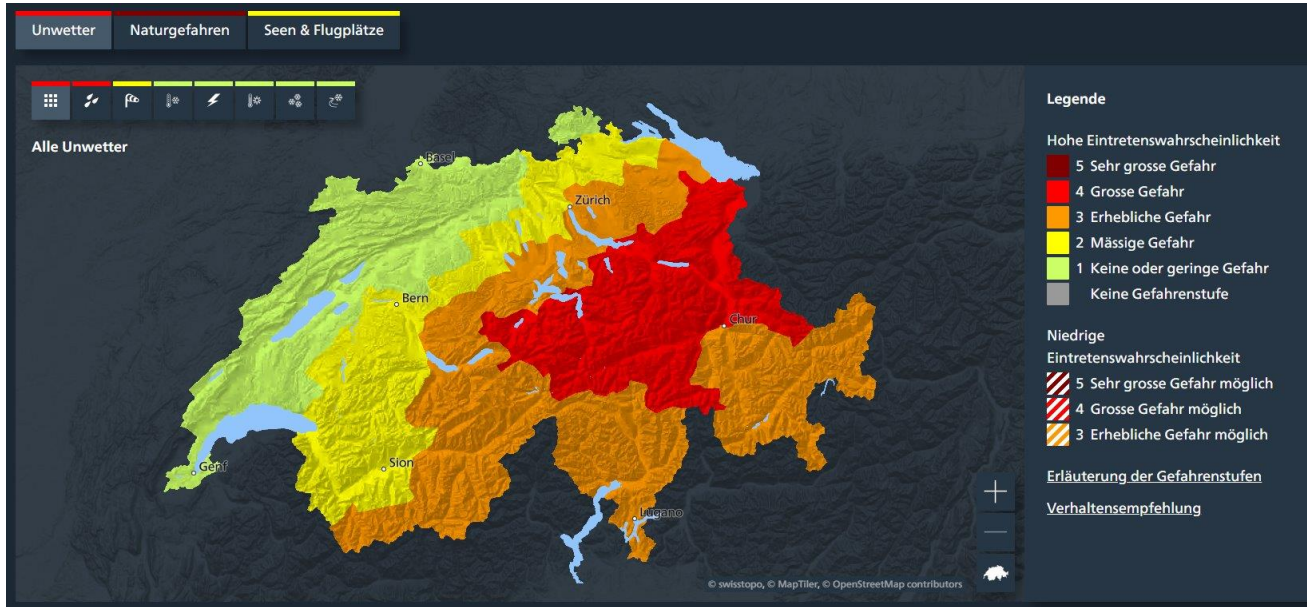 Unwetter
Naturgefahren
Seen & Flugplätze
Alle Unwetter
Basel
Zürich
Bern
Chur
Genf
Sion
Lugano
© swisstopo, © MapTiler, © OpenStreetMap contributors
Legende
Hohe Eintretenswahrscheinlichkeit
5 Sehr grosse Gefahr
4 Grosse Gefahr
3 Erhebliche Gefahr
2 Mässige Gefahr
1 Keine oder geringe Gefahr
Keine Gefahrenstufe
Niedrige
Eintretenswahrscheinlichkeit
5 Sehr grosse Gefahr möglich
4 Grosse Gefahr möglich
3 Erhebliche Gefahr möglich
Erläuterung der Gefahrenstufen
Verhaltensempfehlung